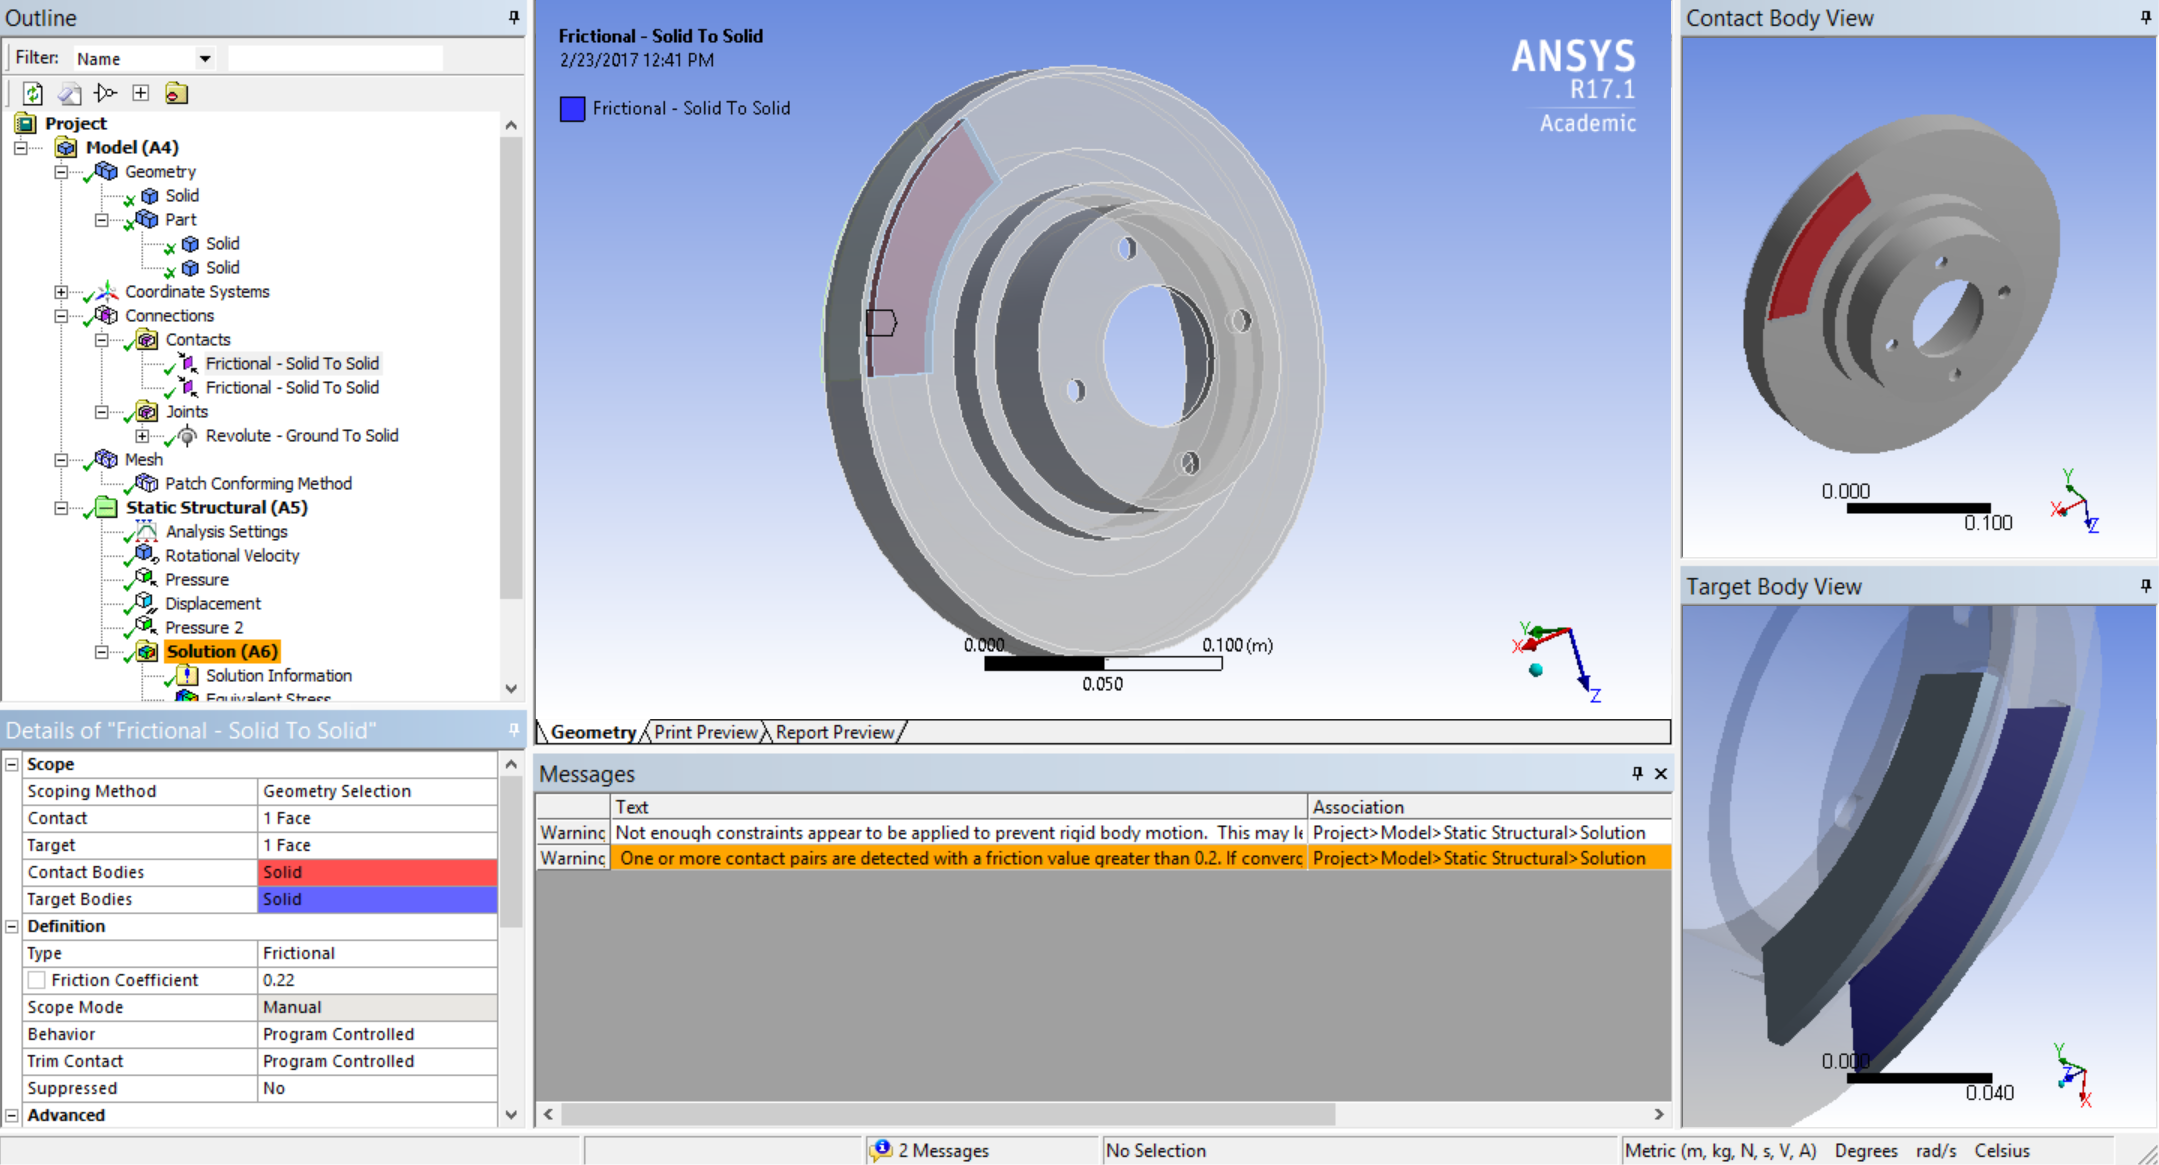 Outline
Filter: Name
Project
Model (A4)
Geometry
Solid
Part
Solid
Solid
Coordinate Systems
Connections
Contacts
Frictional - Solid To Solid
Frictional - Solid To Solid
Joints
Revolute - Ground To Solid
Mesh
Patch Conforming Method
Static Structural (A5)
Analysis Settings
Rotational Velocity
Pressure
Displacement
Pressure 2
Solution (A6)
Solution Information
Equivalent Stress
Details of "Frictional - Solid To Solid"
Scope
Scoping Method Geometry Selection
Contact 1 Face
Target 1 Face
Contact Bodies Solid
Target Bodies Solid
Definition
Type Frictional
Friction Coefficient 0.22
Scope Mode Manual
Behavior Program Controlled
Trim Contact Program Controlled
Suppressed No
Advanced
Frictional - Solid To Solid
2/23/2017 12:41 PM
Frictional - Solid To Solid
ANSYS
R17.1
Academic
0.000 0.100 (m)
0.050
Y
X
Z
Geometry Print Preview Report Preview
Messages
Text Association
Warning Not enough constraints appear to be applied to prevent rigid body motion. This may le Project>Model>Static Structural>Solution
Warning One or more contact pairs are detected with a friction value greater than 0.2. If converg Project>Model>Static Structural>Solution
Contact Body View
0.000
0.100
Y
X
Z
Target Body View
0.000
0.040
Y
Z
X
2 Messages No Selection Metric (m, kg, N, s, V, A) Degrees rad/s Celsius